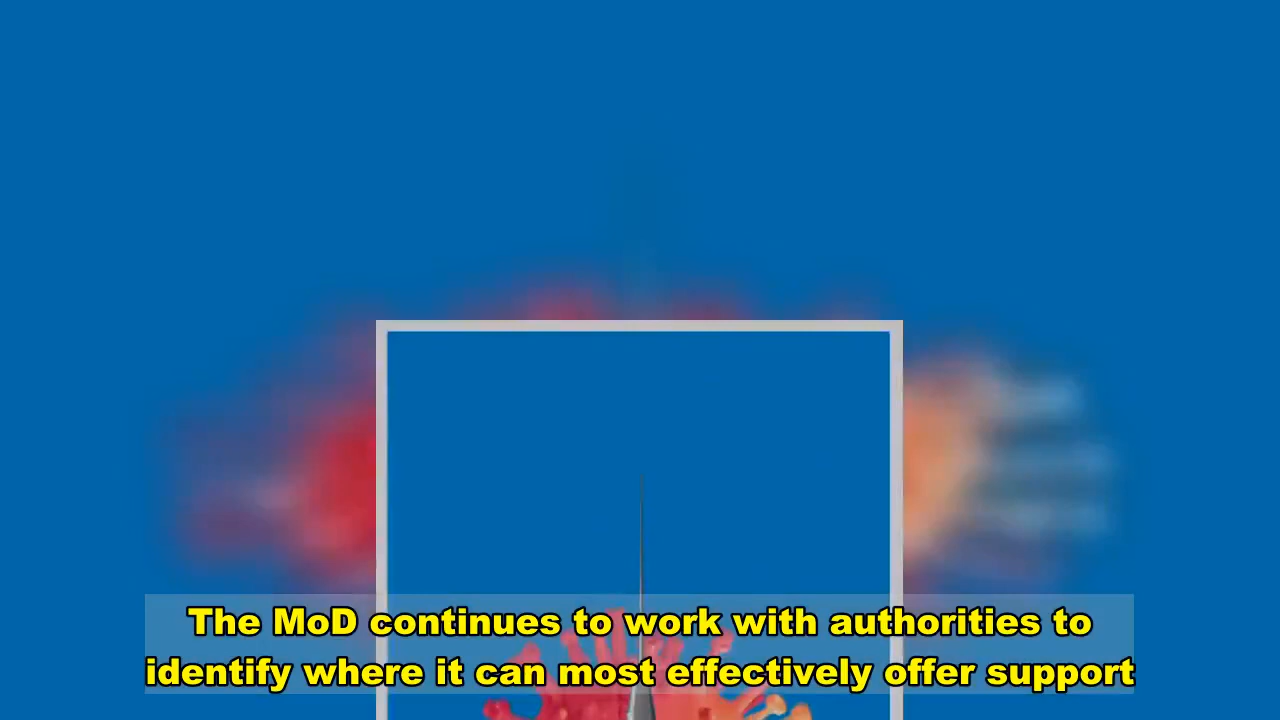 The MoD continues to work with authorities to
identify where it can most effectively offer support